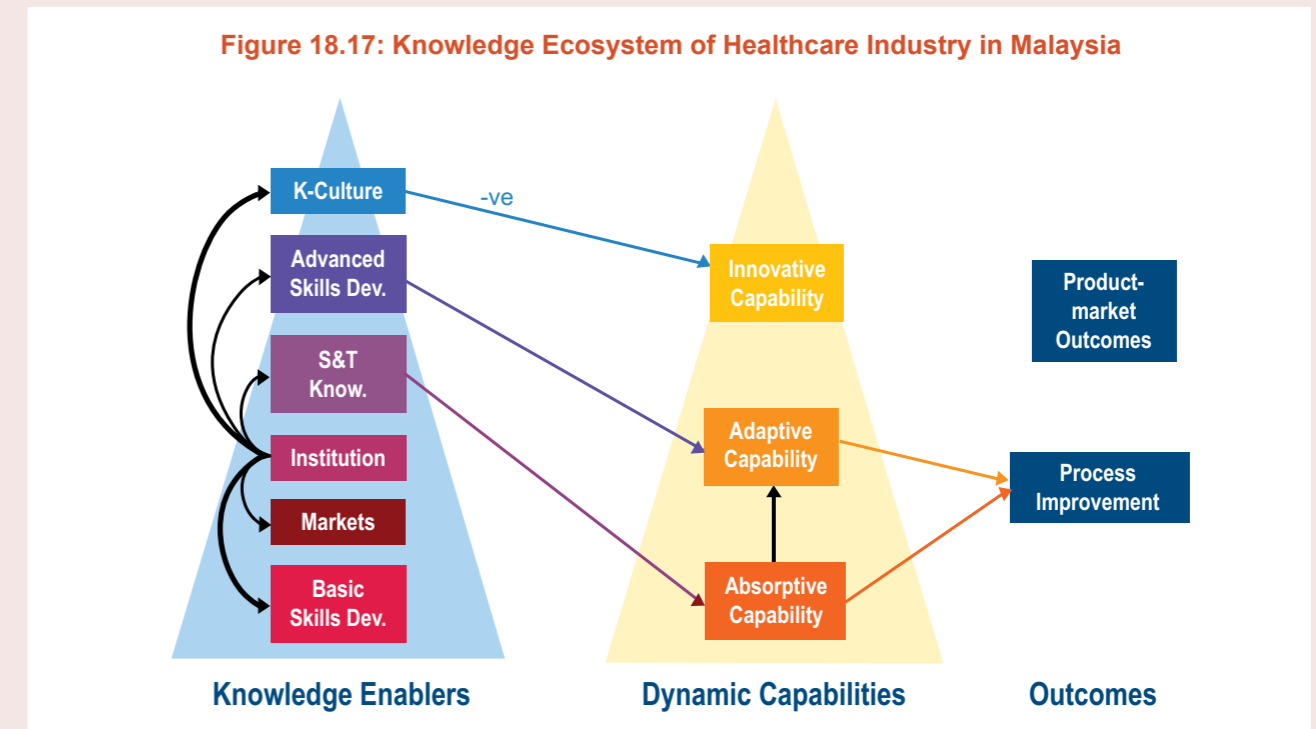 Figure 18.17: Knowledge Ecosystem of Healthcare Industry in Malaysia
K-Culture
Advanced
Skills Dev.
S&T
Know.
Institution
Markets
Basic
Skills Dev.
-ve
Innovative
Capability
Adaptive
Capability
Absorptive
Capability
Product-
market
Outcomes
Process
Improvement
Knowledge Enablers
Dynamic Capabilities
Outcomes